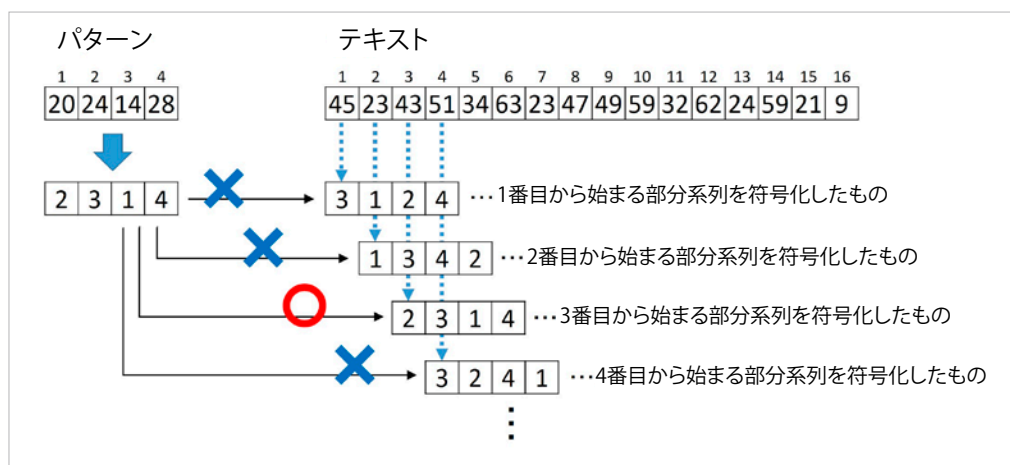 パターン
テキスト
1 2 3 4
1 2 3 4 5 6 7 8 9 10 11 12 13 14 15 16
20 24 14 28
45 23 43 51 34 63 23 47 49 59 32 62 24 59 21 9
2 3 1 4
3 1 2 4 …1番目から始まる部分系列を符号化したもの
1 3 4 2 …2番目から始まる部分系列を符号化したもの
2 3 1 4 …3番目から始まる部分系列を符号化したもの
3 2 4 1 …4番目から始まる部分系列を符号化したもの
⋮